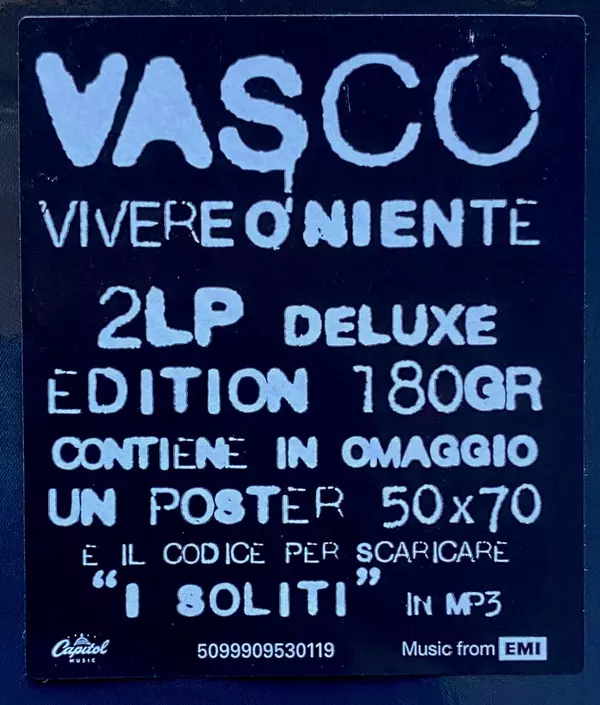 VASCO
VIVERE O NIENTE
2LP DELUXE
EDITION 180GR
CONTIENE IN OMAGGIO
UN POSTER 50x70
E IL CODICE PER SCARICARE
“I SOLITI” IN MP3
Capitol MUSIC 5099909530119 Music from EMI